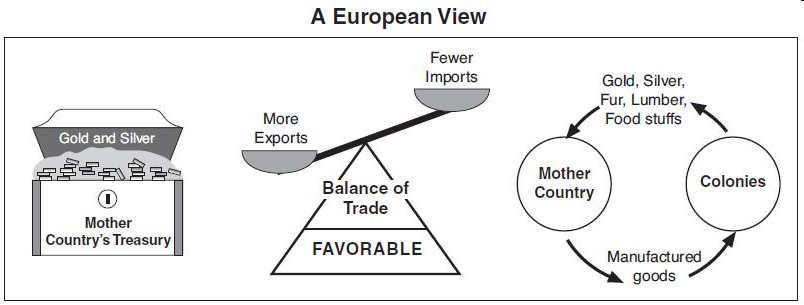 A European View
Gold and Silver
Mother
Country's Treasury
More
Exports
Fewer
Imports
Balance of
Trade
FAVORABLE
Gold, Silver,
Fur, Lumber,
Food stuffs
Mother
Country
Colonies
Manufactured
goods